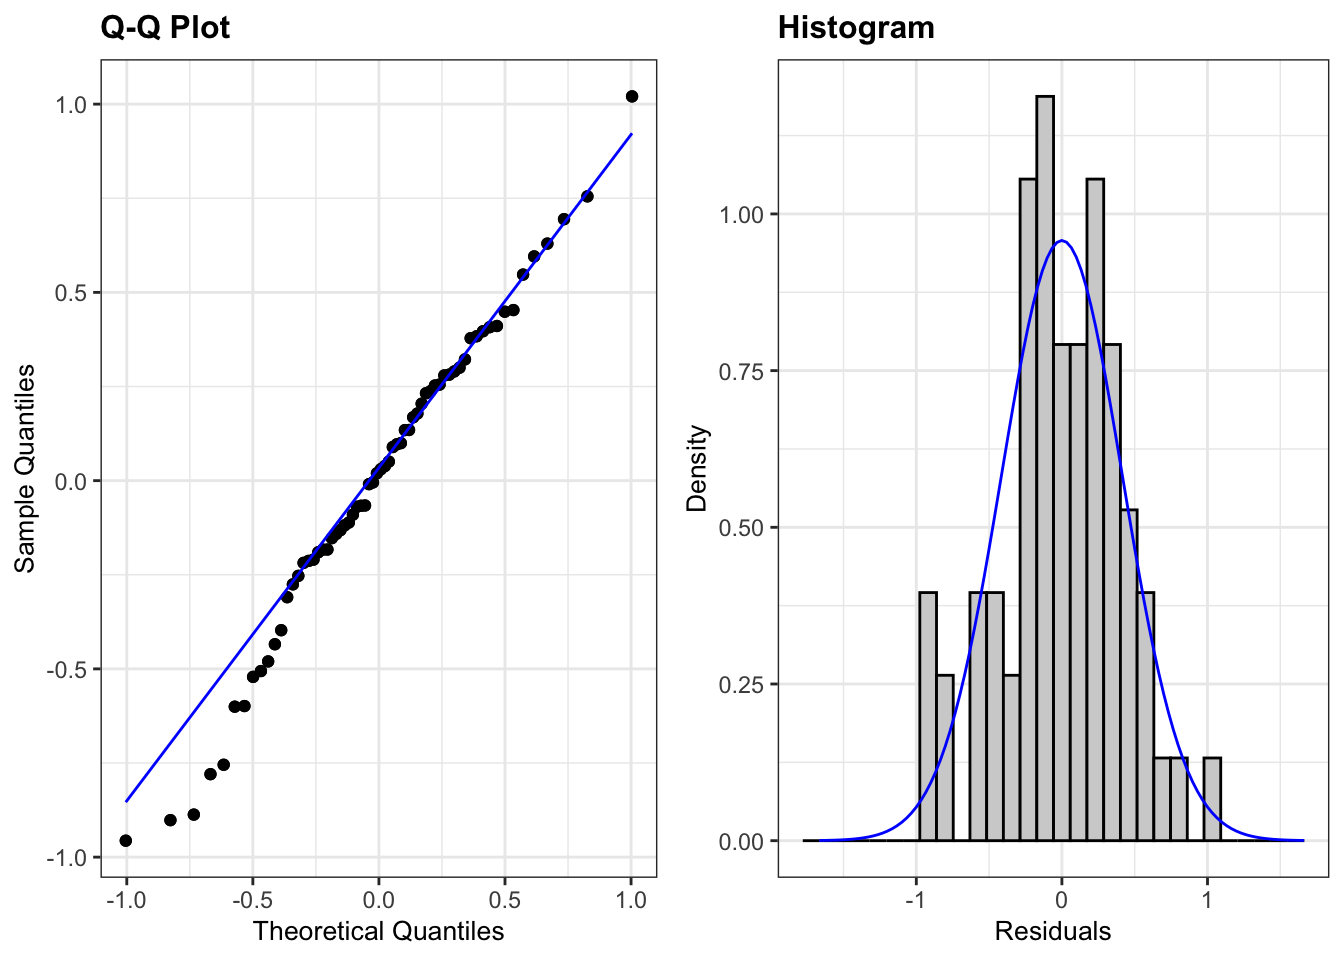 Q-Q Plot
1.0
0.5
0.0
-0.5
-1.0
Sample Quantiles
-1.0 -0.5 0.0 0.5 1.0
Theoretical Quantiles
Histogram
1.00
0.75
0.50
0.25
0.00
Density
-1 0 1
Residuals